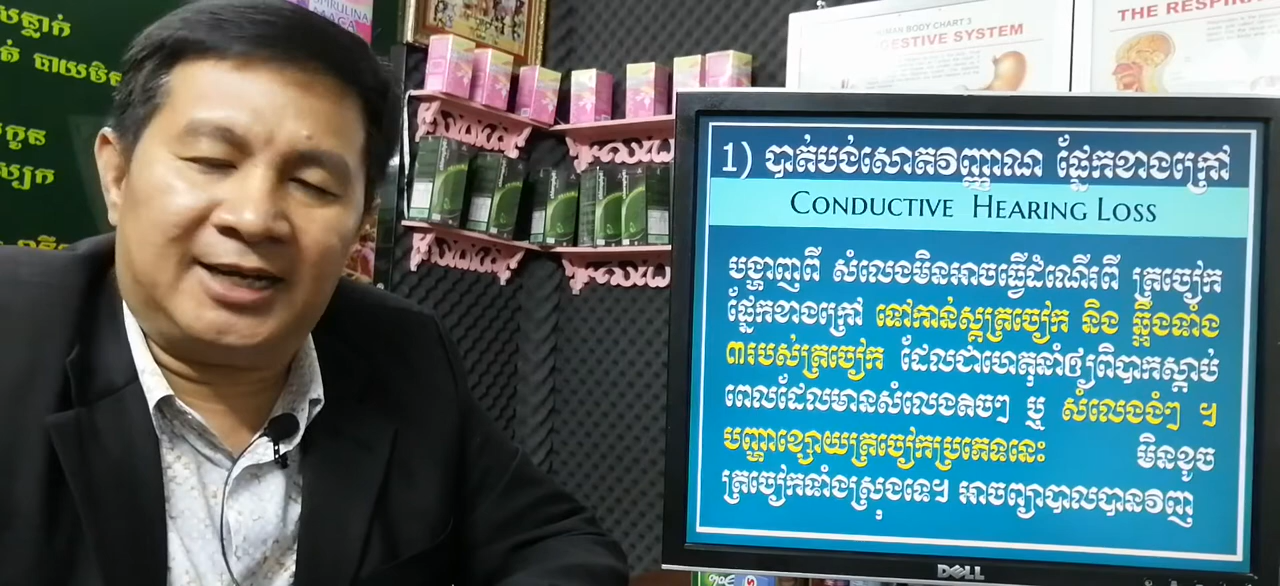 SPIRULINA
MACA
បាយមិន
HUMAN BODY CHART 3
DIGESTIVE SYSTEM
THE RESPIRA
1) បាត់បង់សោតវិញ្ញាណ ផ្នែកខាងក្រៅ
CONDUCTIVE HEARING LOSS
បង្ហាញពី សំលេងមិនអាចធ្វើដំណើរពី ត្រចៀក
ផ្នែកខាងក្រៅ ទៅកាន់ស្គត្រចៀក និង ឆ្អឹងទាំង
៣របស់ត្រចៀក ដែលជាហេតុនាំឲ្យពិបាកស្តាប់
ពេលដែលមានសំលេងតិចៗ ឬ សំលេងងំៗ ។
បញ្ហាខ្សោយត្រចៀកប្រភេទនេះ មិនខូច
ត្រចៀកទាំងស្រុងទេ។ អាចព្យាបាលបានវិញ
DELL